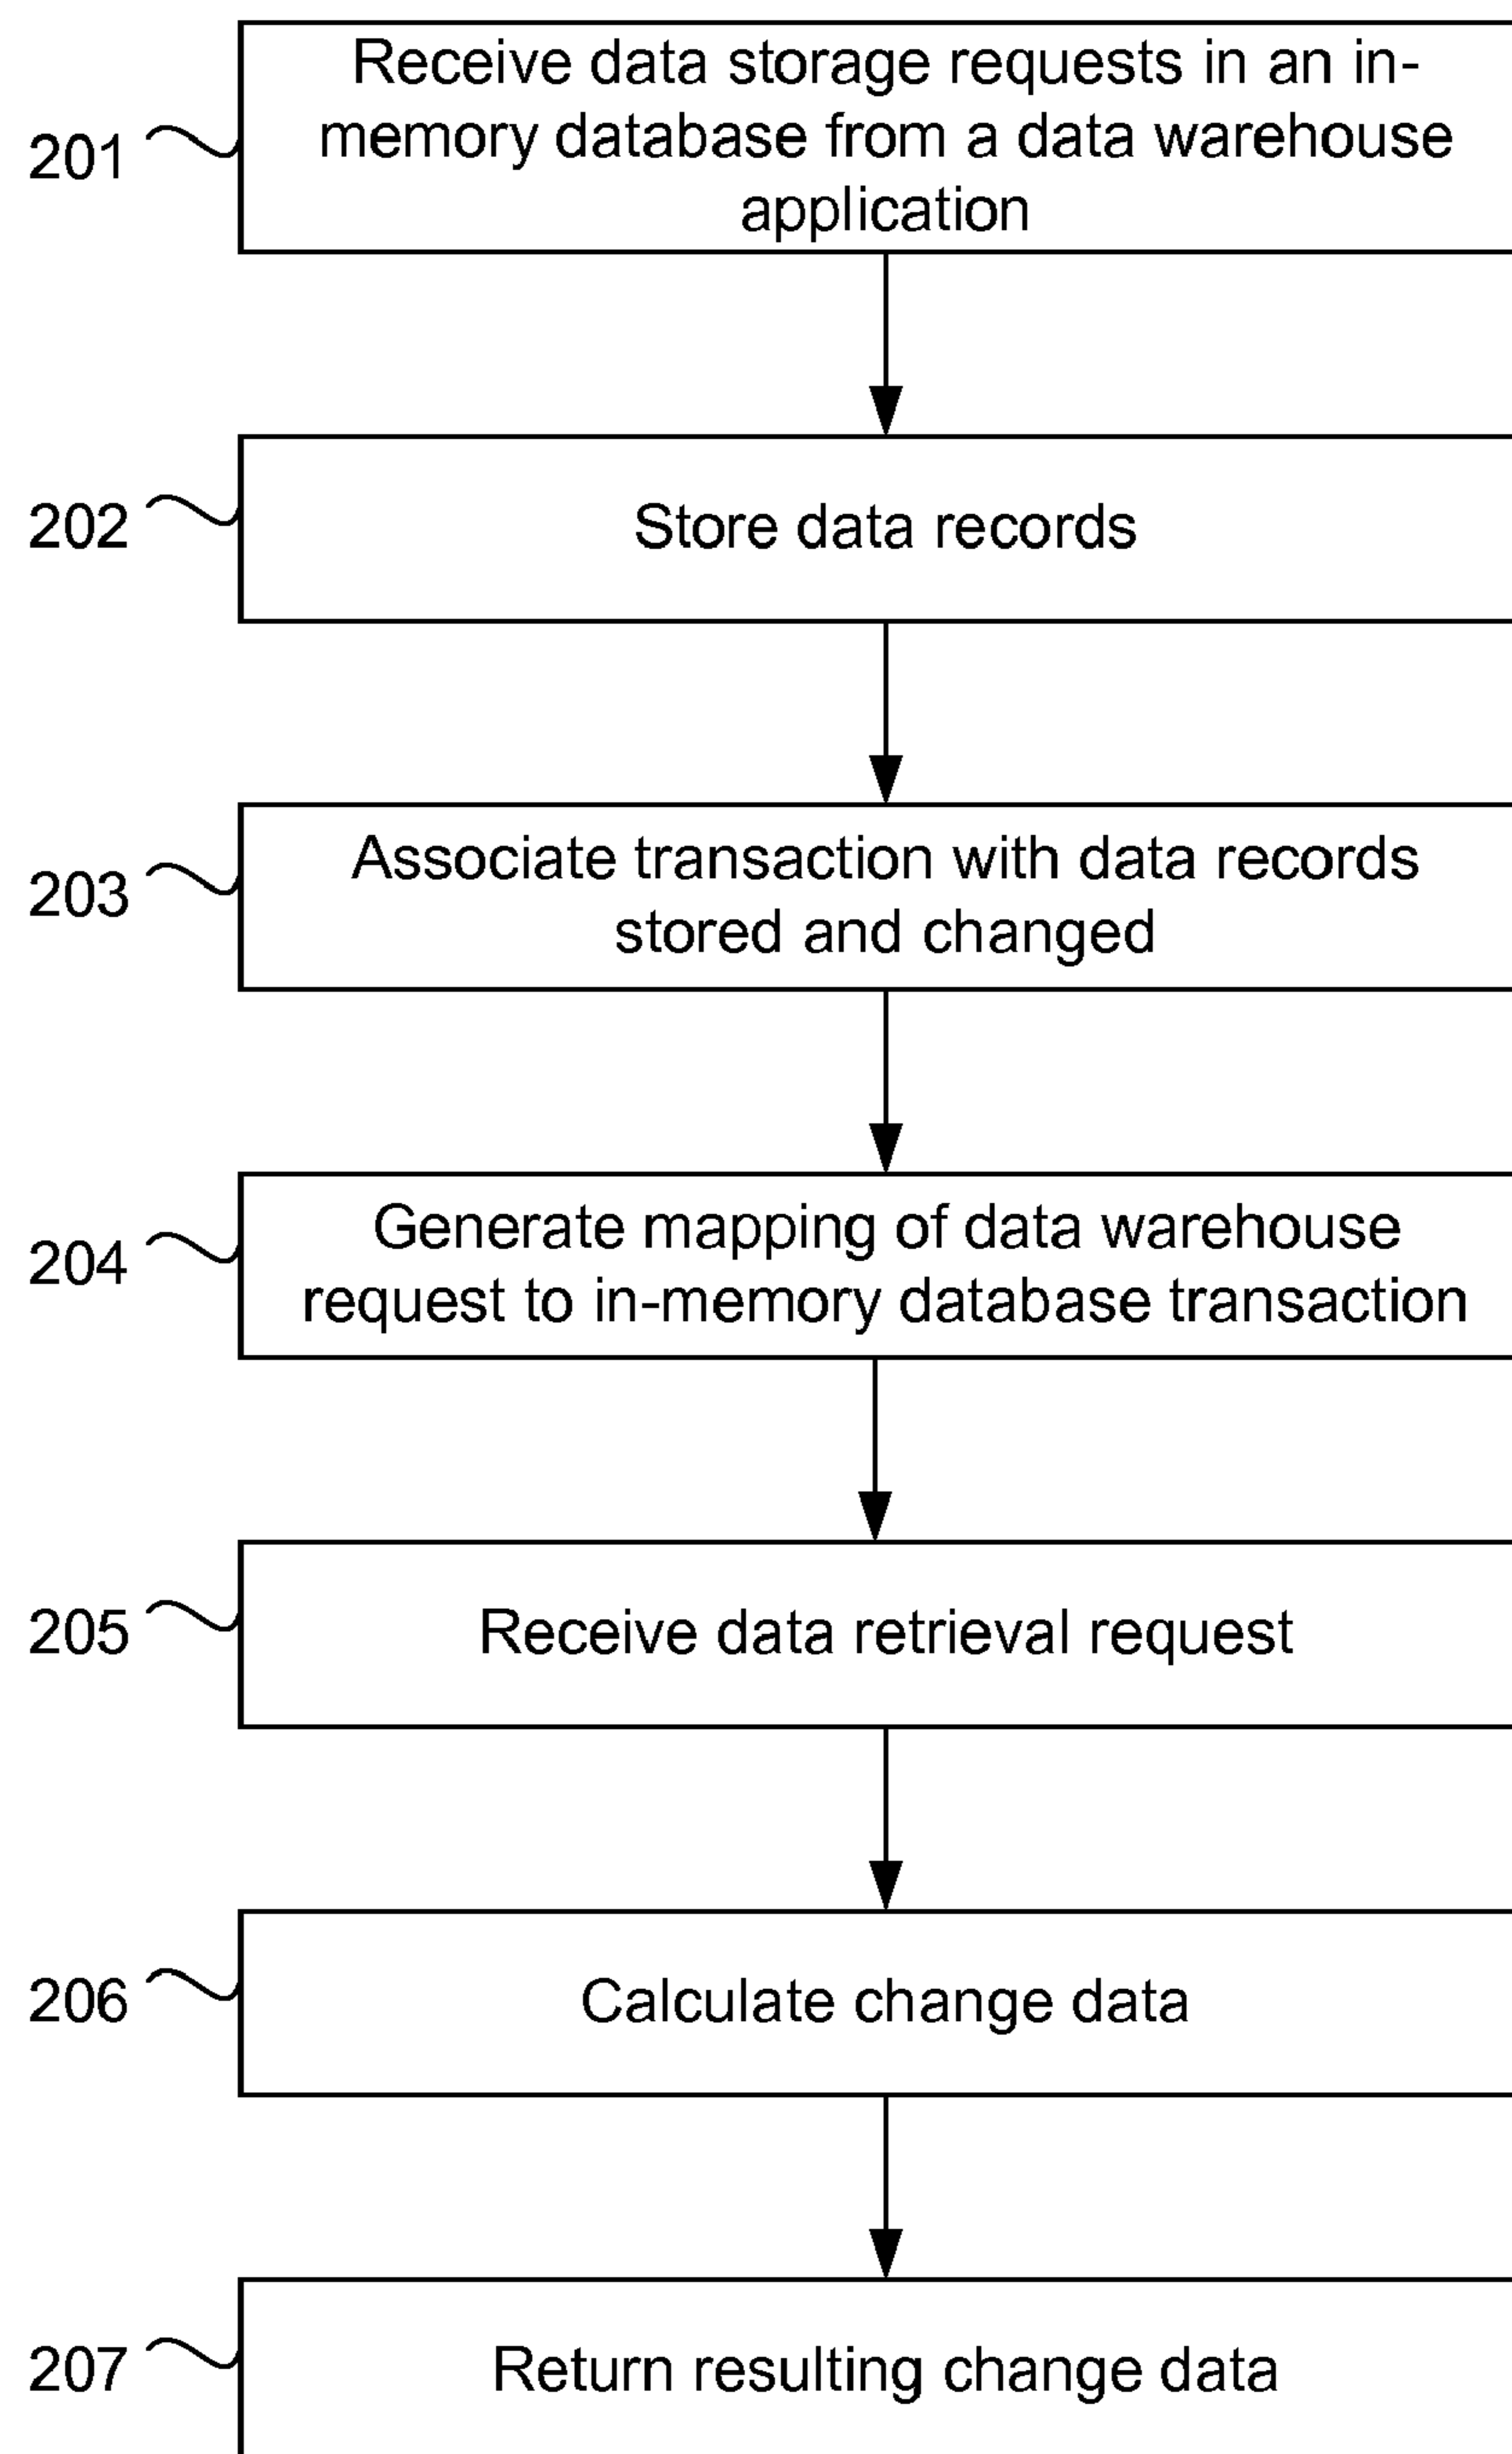 Receive data storage requests in an in-
memory database from a data warehouse
application
201
Store data records
202
Associate transaction with data records
stored and changed
203
Generate mapping of data warehouse
request to in-memory database transaction
204
Receive data retrieval request
205
Calculate change data
206
Return resulting change data
207